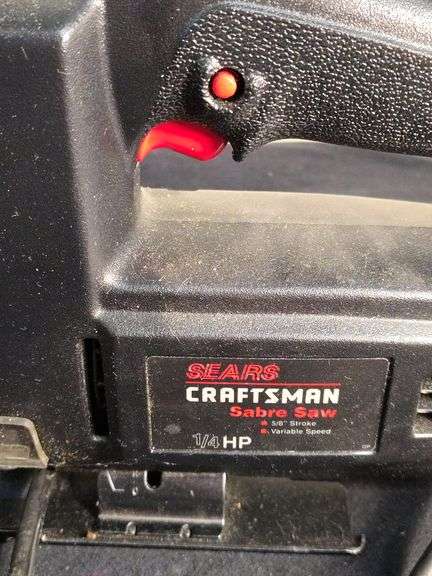 SEARS
CRAFTSMAN
Sabre Saw
5/8" Stroke
Variable Speed
1/4 HP